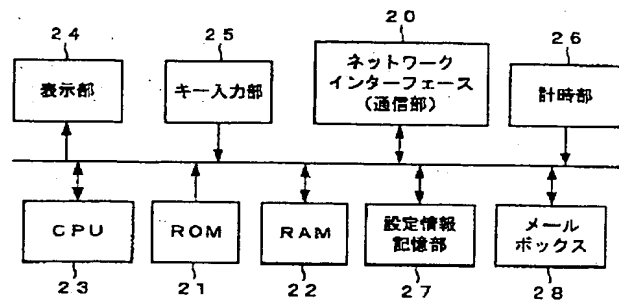 24
25
20
26
表示部
キー入力部
ネットワーク
インターフェース
(通信部)
計時部
CPU
ROM
RAM
設定情報
記憶部
メール
ボックス
23
21
22
27
28